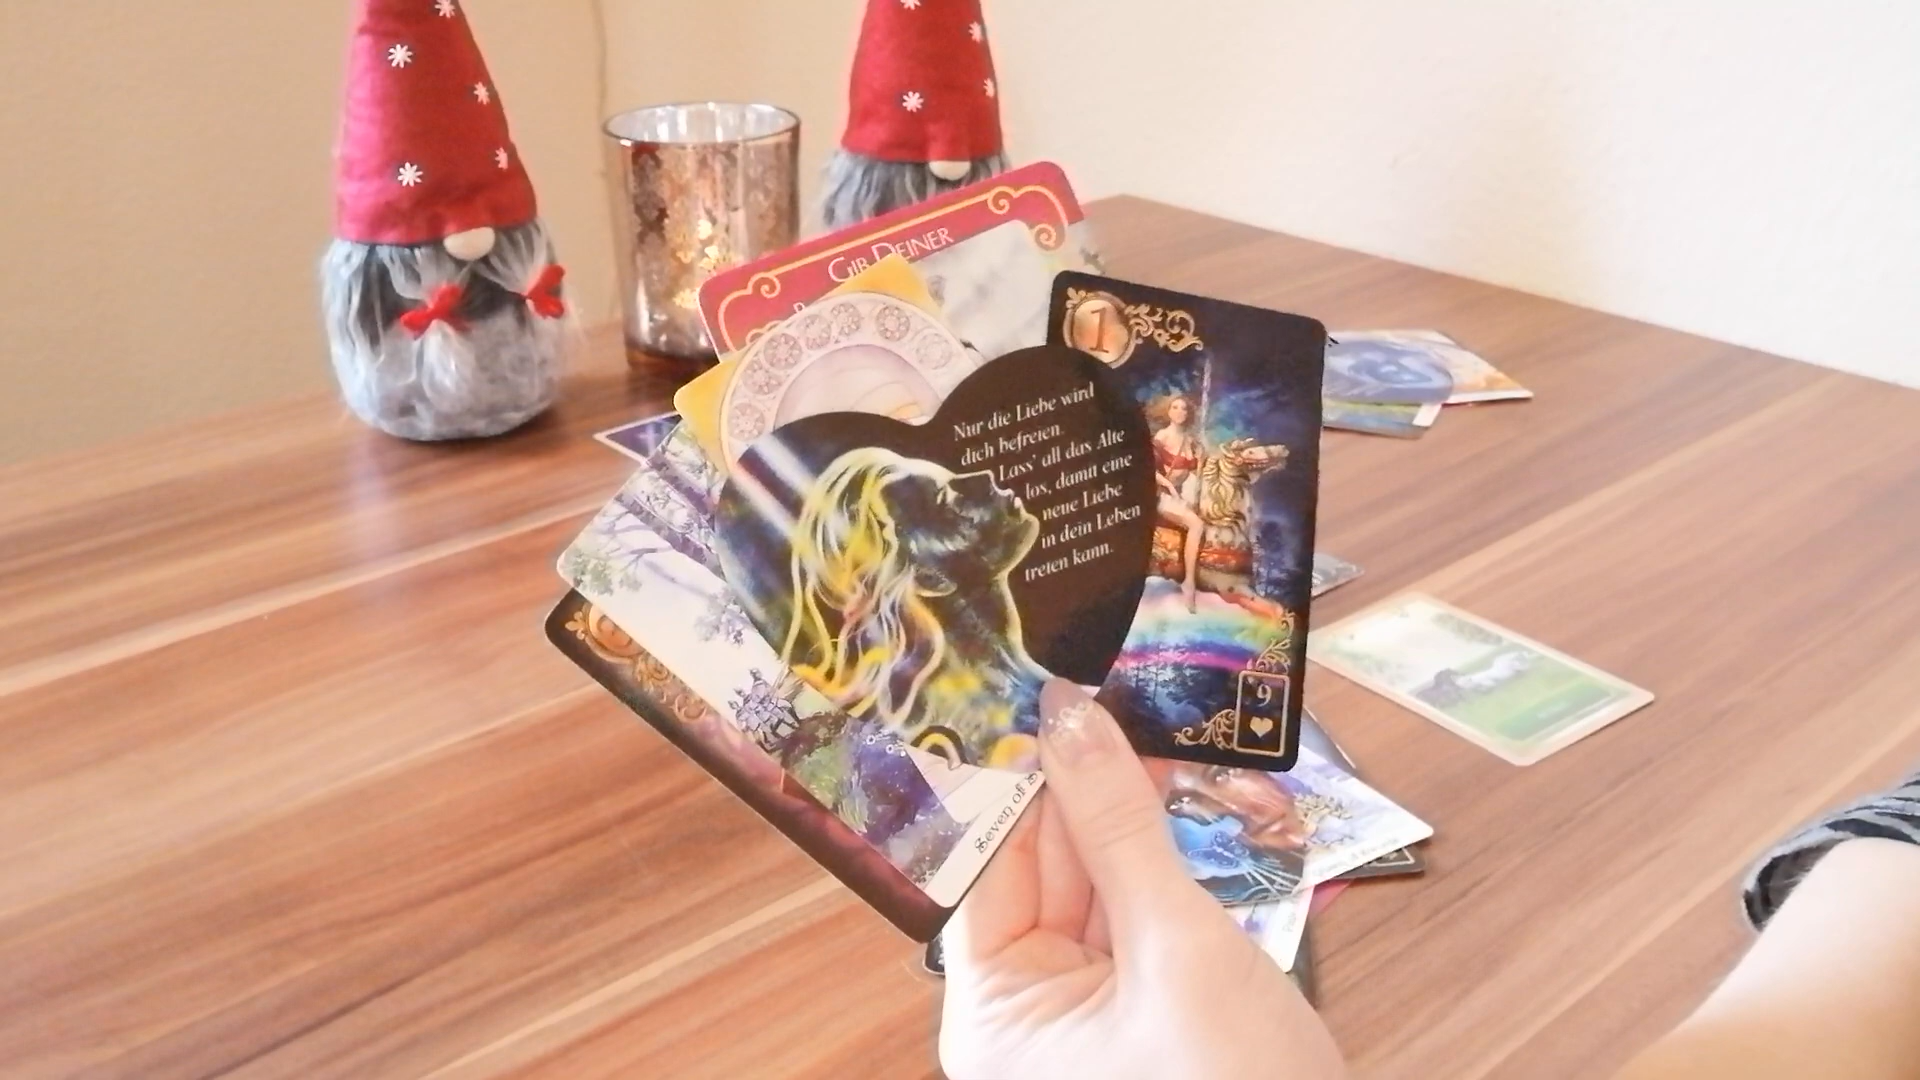 GIB DEINER
1
Nur die Liebe wird
dich befreien.
Lass' all das Alte
los, damit eine
neue Liebe
in dein Leben
treten kann.
9
Seven of